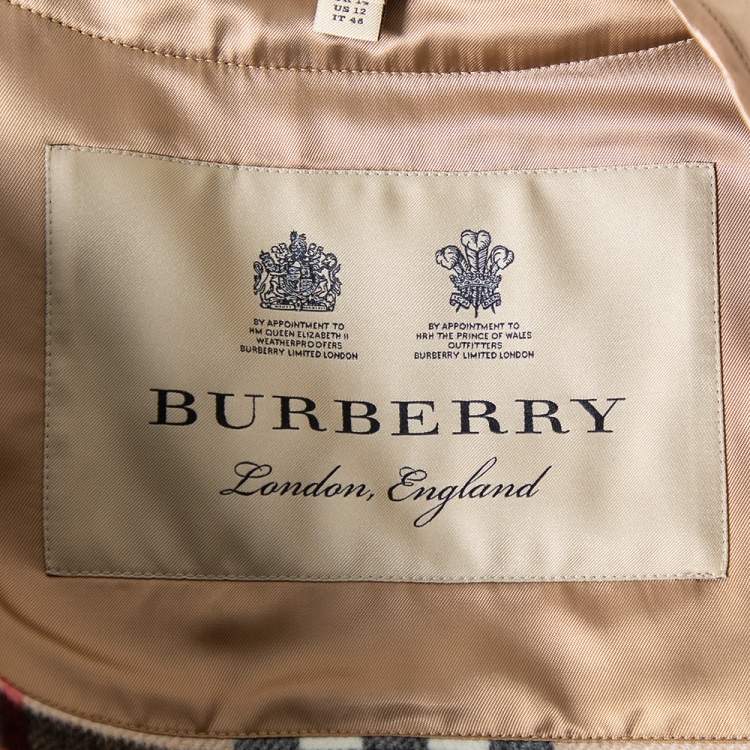 US 12
IT 46
BY APPOINTMENT TO
HM QUEEN ELIZABETH II
WEATHERPROOFERS
BURBERRY LIMITED LONDON
BY APPOINTMENT TO
HRH THE PRINCE OF WALES
OUTFITTERS
BURBERRY LIMITED LONDON
BURBERRY
London, England